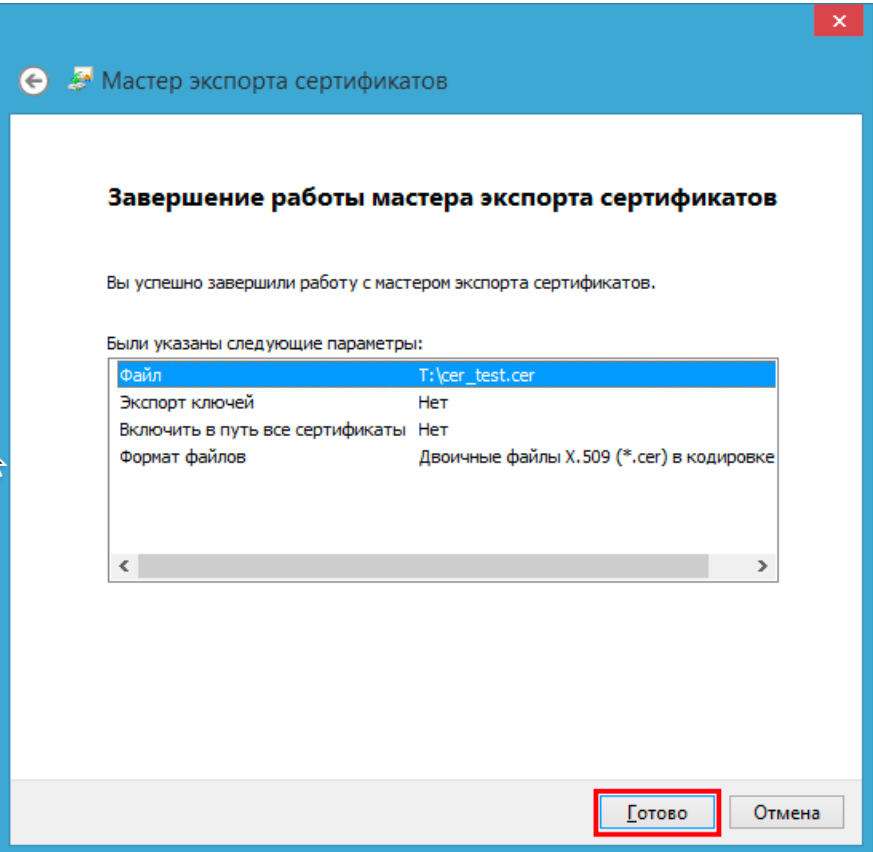 Мастер экспорта сертификатов
Завершение работы мастера экспорта сертификатов
Вы успешно завершили работу с мастером экспорта сертификатов.
Были указаны следующие параметры:
Файл T:\cer_test.cer
Экспорт ключей Нет
Включить в путь все сертификаты Нет
Формат файлов Двоичные файлы X.509 (*.cer) в кодировке
Готово Отмена